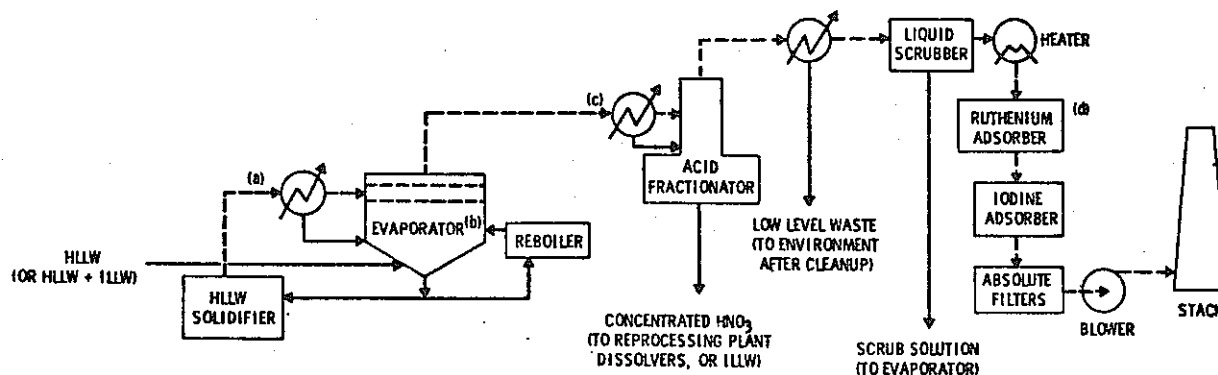 HLLW
(OR HLLW + ILLW)
HLLW
SOLIDIFIER
(a)
EVAPORATOR(b)
REBOILER
(c)
ACID
FRACTIONATOR
CONCENTRATED HNO3
(TO REPROCESSING PLANT
DISSOLVERS, OR ILLW)
LOW LEVEL WASTE
(TO ENVIRONMENT
AFTER CLEANUP)
LIQUID
SCRUBBER
SCRUB SOLUTION
(TO EVAPORATOR)
HEATER
RUTHENIUM
ADSORBER
(d)
IODINE
ADSORBER
ABSOLUTE
FILTERS
BLOWER
STACK